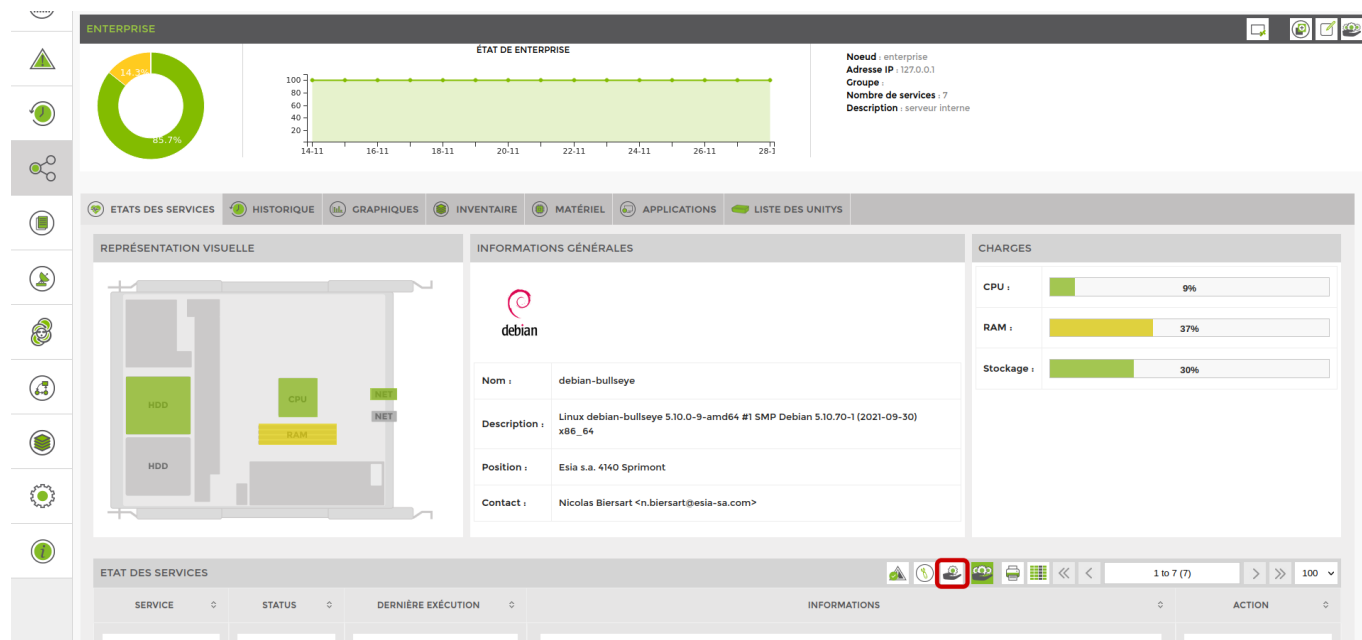 ENTERPRISE
14.3%
85.7%
ÉTAT DE ENTERPRISE
100
80
60
40
20
14-11 16-11 18-11 20-11 22-11 24-11 26-11 28-1
Noeud : enterprise
Adresse IP : 127.0.0.1
Groupe :
Nombre de services : 7
Description : serveur interne
ETATS DES SERVICES HISTORIQUE GRAPHIQUES INVENTAIRE MATÉRIEL APPLICATIONS LISTE DES UNITYS
REPRÉSENTATION VISUELLE
HDD
HDD
CPU
RAM
NET
NET
INFORMATIONS GÉNÉRALES
debian
Nom : debian-bullseye
Description : Linux debian-bullseye 5.10.0-9-amd64 #1 SMP Debian 5.10.70-1 (2021-09-30)
x86_64
Position : Esia s.a. 4140 Sprimont
Contact : Nicolas Biersart <n.biersart@esia-sa.com>
CHARGES
CPU : 9%
RAM : 37%
Stockage : 30%
ETAT DES SERVICES
1 to 7 (7)
100
SERVICE STATUS DERNIÈRE EXÉCUTION INFORMATIONS ACTION